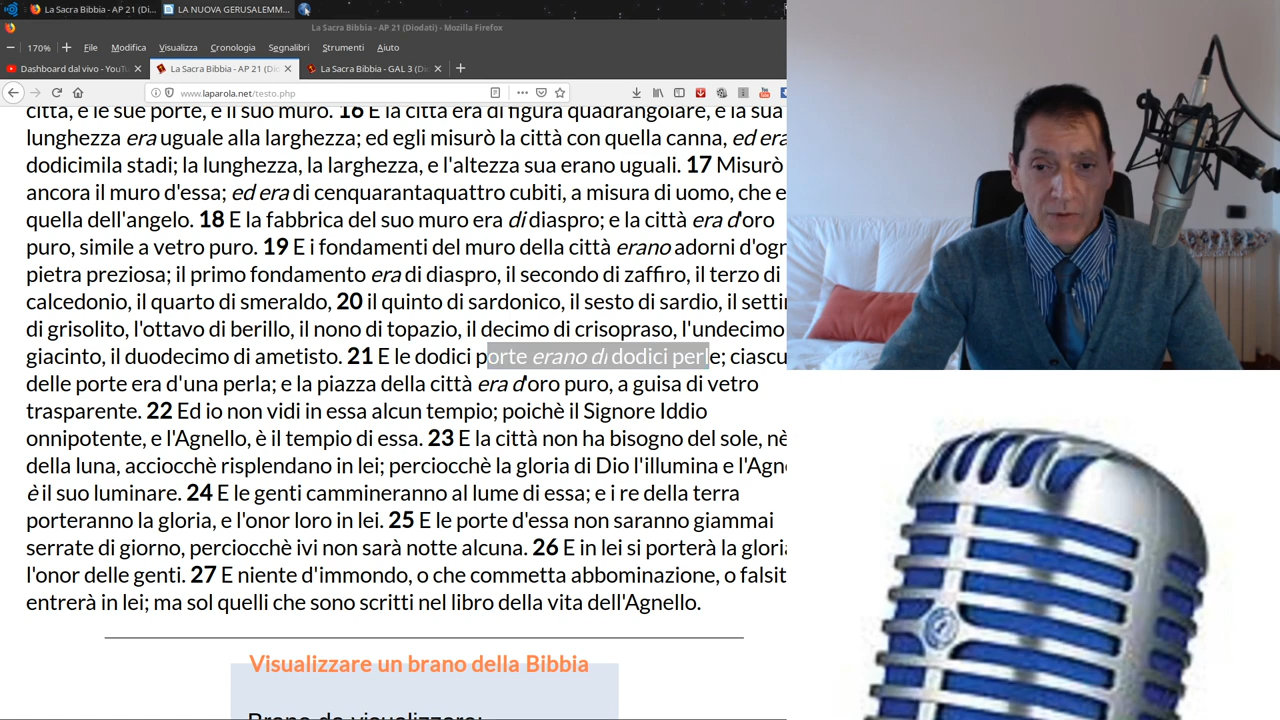 La Sacra Bibbia - AP 21 (Dio...
LA NUOVA GERUSALEMM...
La Sacra Bibbia - AP 21 (Diodati) - Mozilla Firefox
170%
File Modifica Visualizza Cronologia Segnalibri Strumenti Aiuto
Dashboard dal vivo - YouTu
La Sacra Bibbia - AP 21 (Dio
La Sacra Bibbia - GAL 3 (Di
www.laparola.net/testo.php
città, e le sue porte, e il suo muro. 16 E la città era di figura quadrangolare, e la sua
lunghezza era uguale alla larghezza; ed egli misurò la città con quella canna, ed era
dodicimila stadi; la lunghezza, la larghezza, e l'altezza sua erano uguali. 17 Misurò
ancora il muro d'essa; ed era di cenquarantaquattro cubiti, a misura di uomo, che e
quella dell'angelo. 18 E la fabbrica del suo muro era di diaspro; e la città era d'oro
puro, simile a vetro puro. 19 E i fondamenti del muro della città erano adorni d'ogn
pietra preziosa; il primo fondamento era di diaspro, il secondo di zaffiro, il terzo di
calcedonio, il quarto di smeraldo, 20 il quinto di sardonico, il sesto di sardio, il setti
di grisolito, l'ottavo di berillo, il nono di topazio, il decimo di crisopraso, l'undecimo
giacinto, il duodecimo di ametisto. 21 E le dodici porte erano di dodici perle; ciascu
delle porte era d'una perla; e la piazza della città era d'oro puro, a guisa di vetro
trasparente. 22 Ed io non vidi in essa alcun tempio; poichè il Signore Iddio
onnipotente, e l'Agnello, è il tempio di essa. 23 E la città non ha bisogno del sole, nè
della luna, acciocchè risplendano in lei; perciocchè la gloria di Dio l'illumina e l'Agn
è il suo luminare. 24 E le genti cammineranno al lume di essa; e i re della terra
porteranno la gloria, e l'onor loro in lei. 25 E le porte d'essa non saranno giammai
serrate di giorno, perciocchè ivi non sarà notte alcuna. 26 E in lei si porterà la gloria
l'onor delle genti. 27 E niente d'immondo, o che commetta abbominazione, o falsit
entrerà in lei; ma sol quelli che sono scritti nel libro della vita dell'Agnello.
Visualizzare un brano della Bibbia